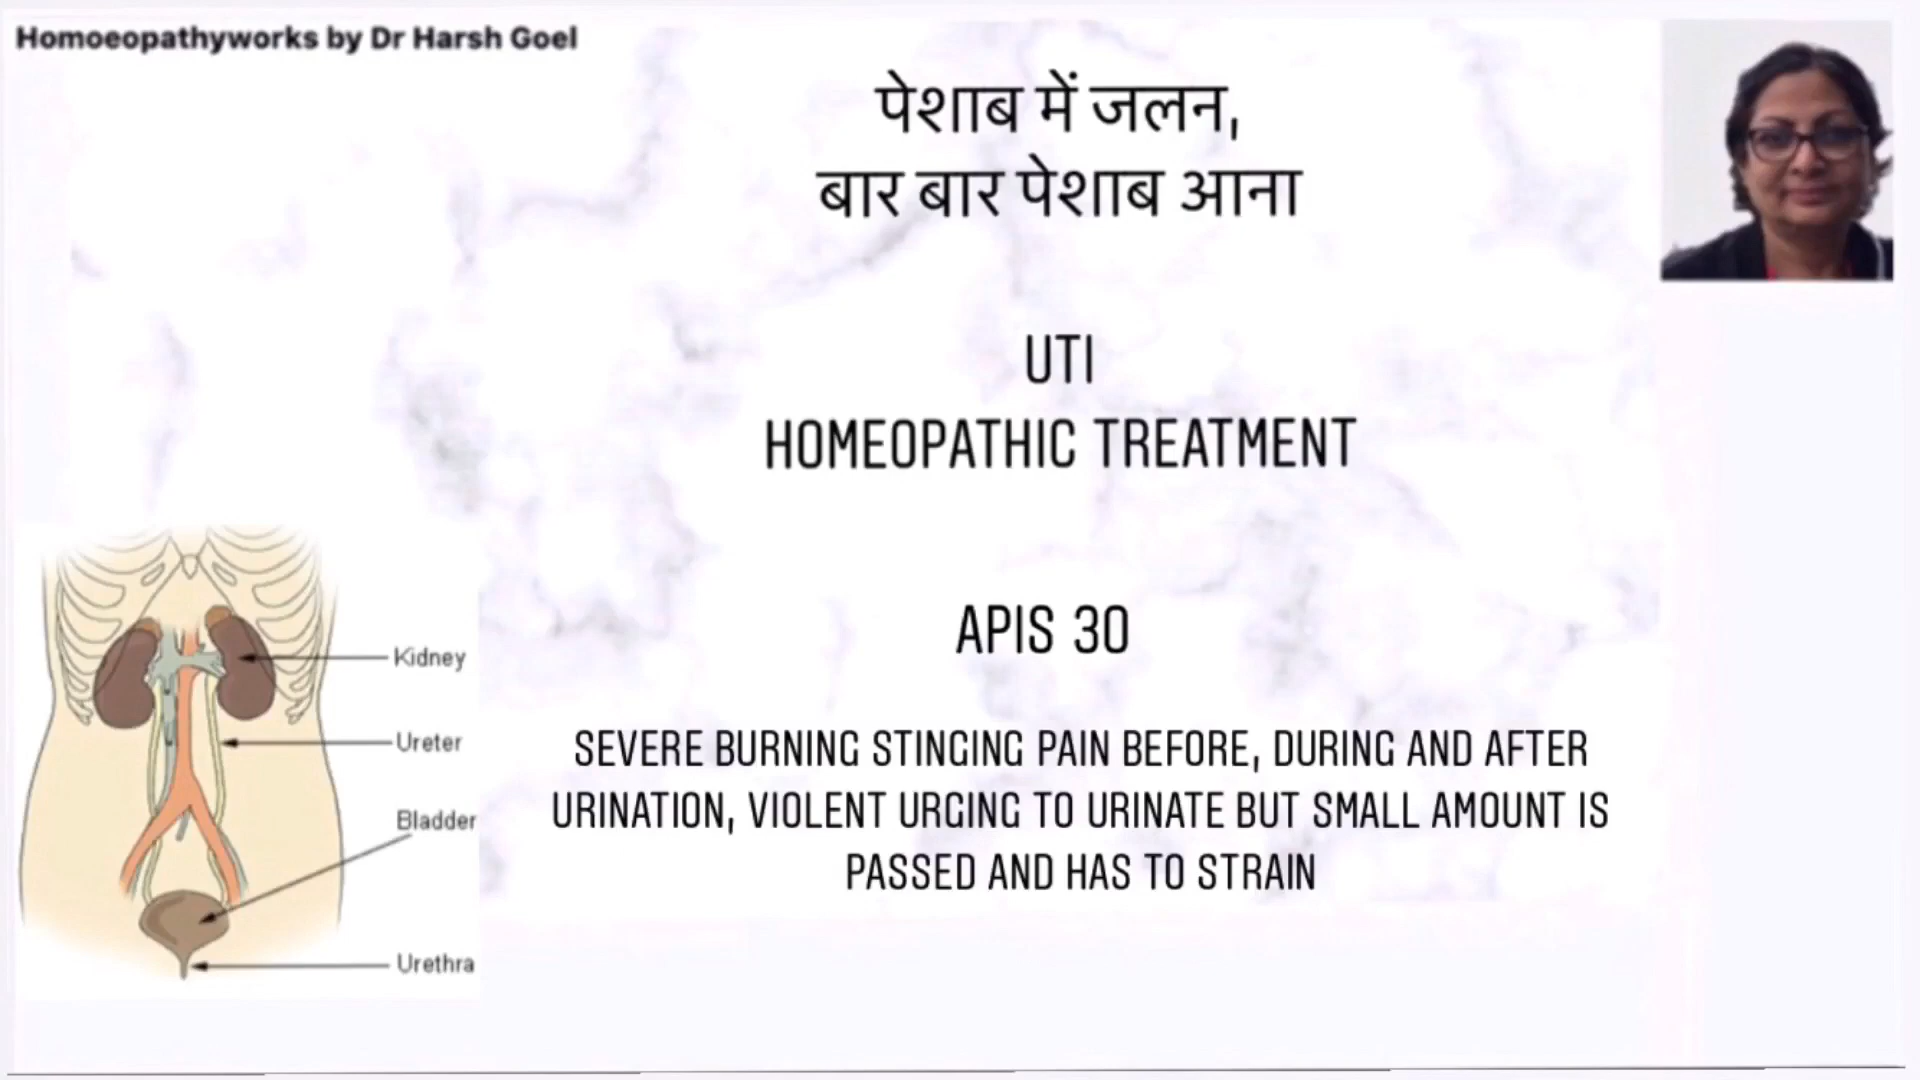 Homoeopathyworks by Dr Harsh Goel
पेशाब में जलन,
बार बार पेशाब आना
UTI
HOMEOPATHIC TREATMENT
APIS 30
SEVERE BURNING STINGING PAIN BEFORE, DURING AND AFTER
URINATION, VIOLENT URGING TO URINATE BUT SMALL AMOUNT IS
PASSED AND HAS TO STRAIN
Kidney
Ureter
Bladder
Urethra